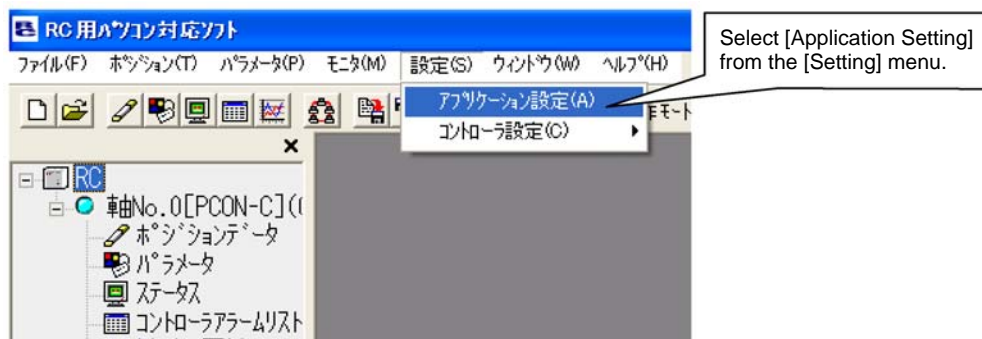 RC 用ﾊﾟｿｺﾝ対応ｿﾌﾄ
ﾌｧｲﾙ(F) ﾎﾟｼﾞｼｮﾝ(T) ﾊﾟﾗﾒｰﾀ(P) ﾓﾆﾀ(M) 設定(S) ｳｨﾝﾄﾞｳ(W) ﾍﾙﾌﾟ(H)
Select [Application Setting]
from the [Setting] menu.
ｱﾌﾟﾘｹｰｼｮﾝ設定(A)
ｺﾝﾄﾛｰﾗ設定(C)
RC
軸No.0[PCON-C](
ﾎﾟｼﾞｼｮﾝﾃﾞｰﾀ
ﾊﾟﾗﾒｰﾀ
ｽﾃｰﾀｽ
ｺﾝﾄﾛｰﾗｱﾗｰﾑﾘｽﾄ